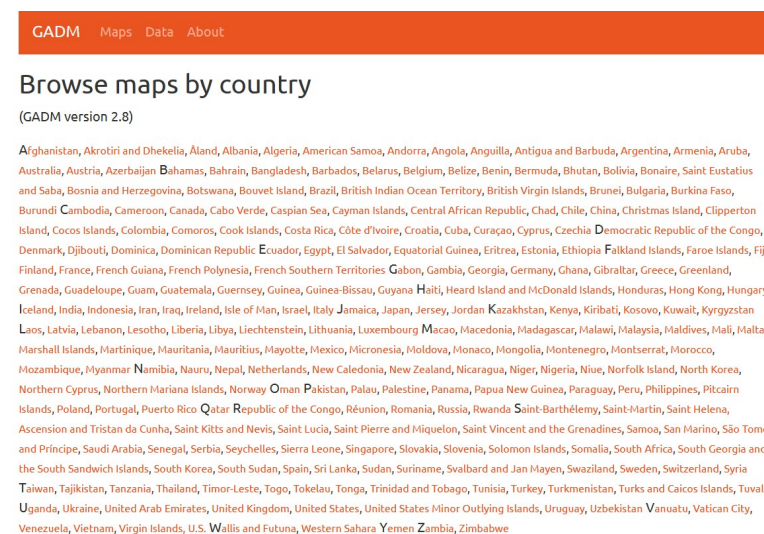 GADM Maps Data About
Browse maps by country
(GADM version 2.8)
Afghanistan, Akrotiri and Dhekelia, Åland, Albania, Algeria, American Samoa, Andorra, Angola, Anguilla, Antigua and Barbuda, Argentina, Armenia, Aruba,
Australia, Austria, Azerbaijan Bahamas, Bahrain, Bangladesh, Barbados, Belarus, Belgium, Belize, Benin, Bermuda, Bhutan, Bolivia, Bonaire, Saint Eustatius
and Saba, Bosnia and Herzegovina, Botswana, Bouvet Island, Brazil, British Indian Ocean Territory, British Virgin Islands, Brunei, Bulgaria, Burkina Faso,
Burundi Cambodia, Cameroon, Canada, Cabo Verde, Caspian Sea, Cayman Islands, Central African Republic, Chad, Chile, China, Christmas Island, Clipperton
Island, Cocos Islands, Colombia, Comoros, Cook Islands, Costa Rica, Côte d'Ivoire, Croatia, Cuba, Curaçao, Cyprus, Czechia Democratic Republic of the Congo,
Denmark, Djibouti, Dominica, Dominican Republic Ecuador, Egypt, El Salvador, Equatorial Guinea, Eritrea, Estonia, Ethiopia Falkland Islands, Faroe Islands, Fij
Finland, France, French Guiana, French Polynesia, French Southern Territories Gabon, Gambia, Georgia, Germany, Ghana, Gibraltar, Greece, Greenland,
Grenada, Guadeloupe, Guam, Guatemala, Guernsey, Guinea, Guinea-Bissau, Guyana Haiti, Heard Island and McDonald Islands, Honduras, Hong Kong, Hungary
Iceland, India, Indonesia, Iran, Iraq, Ireland, Isle of Man, Israel, Italy Jamaica, Japan, Jersey, Jordan Kazakhstan, Kenya, Kiribati, Kosovo, Kuwait, Kyrgyzstan
Laos, Latvia, Lebanon, Lesotho, Liberia, Libya, Liechtenstein, Lithuania, Luxembourg Macao, Macedonia, Madagascar, Malawi, Malaysia, Maldives, Mali, Malta
Marshall Islands, Martinique, Mauritania, Mauritius, Mayotte, Mexico, Micronesia, Moldova, Monaco, Mongolia, Montenegro, Montserrat, Morocco,
Mozambique, Myanmar Namibia, Nauru, Nepal, Netherlands, New Caledonia, New Zealand, Nicaragua, Niger, Nigeria, Niue, Norfolk Island, North Korea,
Northern Cyprus, Northern Mariana Islands, Norway Oman Pakistan, Palau, Palestine, Panama, Papua New Guinea, Paraguay, Peru, Philippines, Pitcairn
Islands, Poland, Portugal, Puerto Rico Qatar Republic of the Congo, Réunion, Romania, Russia, Rwanda Saint-Barthélemy, Saint-Martin, Saint Helena,
Ascension and Tristan da Cunha, Saint Kitts and Nevis, Saint Lucia, Saint Pierre and Miquelon, Saint Vincent and the Grenadines, Samoa, San Marino, São Tomé
and Príncipe, Saudi Arabia, Senegal, Serbia, Seychelles, Sierra Leone, Singapore, Slovakia, Slovenia, Solomon Islands, Somalia, South Africa, South Georgia and
the South Sandwich Islands, South Korea, South Sudan, Spain, Sri Lanka, Sudan, Suriname, Svalbard and Jan Mayen, Swaziland, Sweden, Switzerland, Syria
Taiwan, Tajikistan, Tanzania, Thailand, Timor-Leste, Togo, Tokelau, Tonga, Trinidad and Tobago, Tunisia, Turkey, Turkmenistan, Turks and Caicos Islands, Tuval
Uganda, Ukraine, United Arab Emirates, United Kingdom, United States, United States Minor Outlying Islands, Uruguay, Uzbekistan Vanuatu, Vatican City,
Venezuela, Vietnam, Virgin Islands, U.S. Wallis and Futuna, Western Sahara Yemen Zambia, Zimbabwe